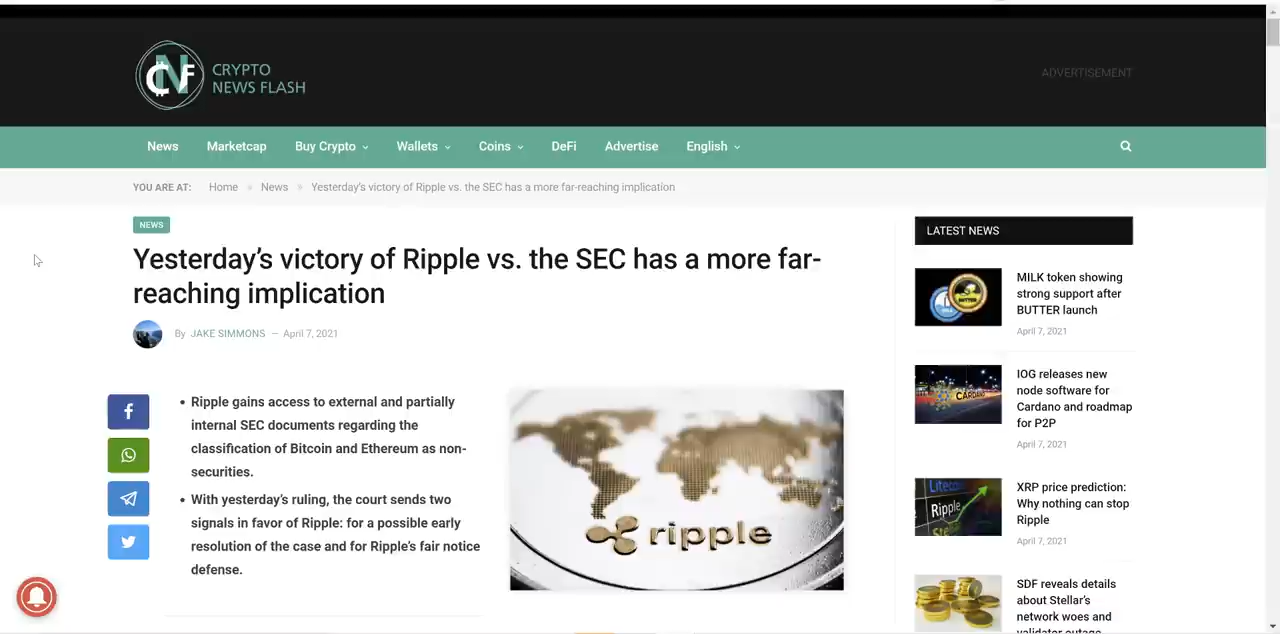 CNF
CRYPTO
NEWS FLASH
ADVERTISEMENT
News Marketcap Buy Crypto Wallets Coins DeFi Advertise English
YOU ARE AT: Home » News » Yesterday's victory of Ripple vs. the SEC has a more far-reaching implication
NEWS
Yesterday's victory of Ripple vs. the SEC has a more far-
reaching implication
By JAKE SIMMONS — April 7, 2021
• Ripple gains access to external and partially
internal SEC documents regarding the
classification of Bitcoin and Ethereum as non-
securities.
• With yesterday's ruling, the court sends two
signals in favor of Ripple: for a possible early
resolution of the case and for Ripple's fair notice
defense.
ripple
LATEST NEWS
MILK token showing
strong support after
BUTTER launch
April 7, 2021
CARDANO
IOG releases new
node software for
Cardano and roadmap
for P2P
April 7, 2021
Litecoin
Ripple
XRP price prediction:
Why nothing can stop
Ripple
April 7, 2021
SDF reveals details
about Stellar's
network woes and
validator outage